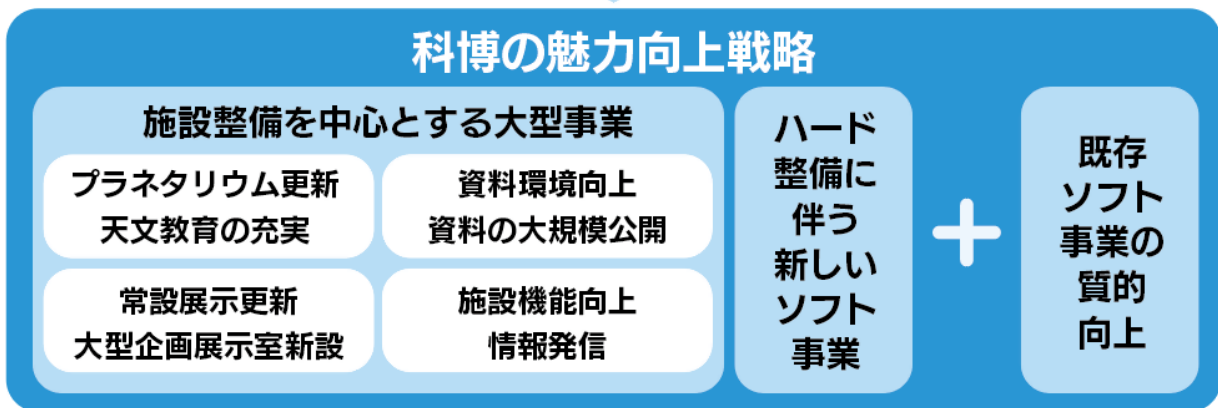 科博の魅力向上戦略
施設整備を中心とする大型事業
プラネタリウム更新
天文教育の充実
資料環境向上
資料の大規模公開
常設展示更新
大型企画展示室新設
施設機能向上
情報発信
ハード
整備に
伴う
新しい
ソフト
事業
+
既存
ソフト
事業の
質的
向上